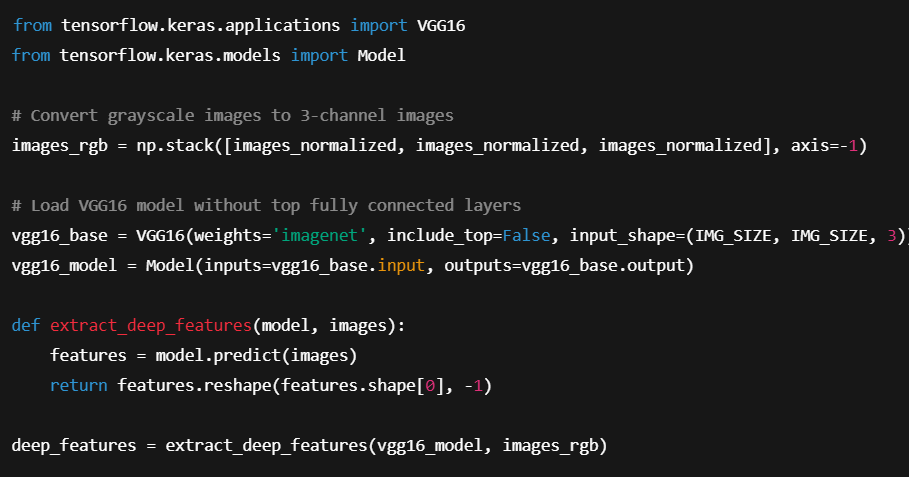 from tensorflow.keras.applications import VGG16
from tensorflow.keras.models import Model
# Convert grayscale images to 3-channel images
images_rgb = np.stack([images_normalized, images_normalized, images_normalized], axis=-1)
# Load VGG16 model without top fully connected layers
vgg16_base = VGG16(weights='imagenet', include_top=False, input_shape=(IMG_SIZE, IMG_SIZE, 3))
vgg16_model = Model(inputs=vgg16_base.input, outputs=vgg16_base.output)
def extract_deep_features(model, images):
    features = model.predict(images)
    return features.reshape(features.shape[0], -1)
deep_features = extract_deep_features(vgg16_model, images_rgb)